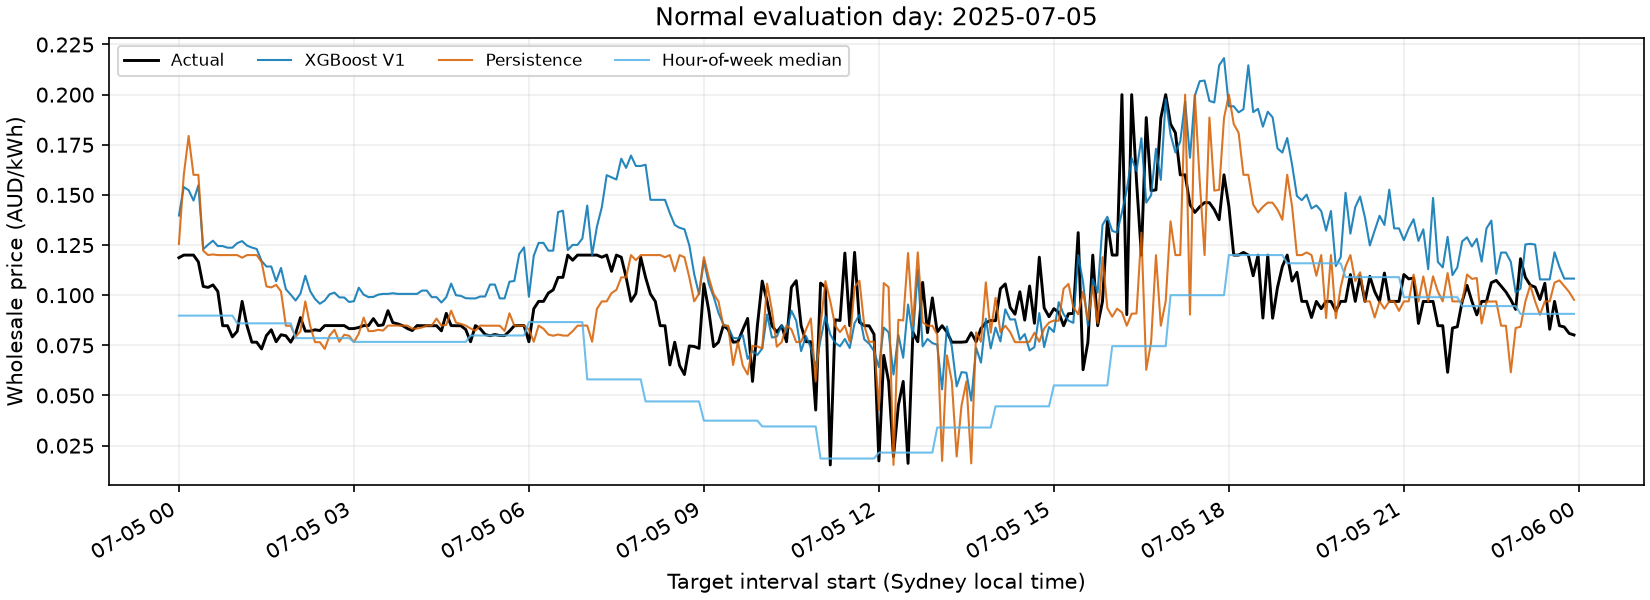 Normal evaluation day: 2025-07-05
Actual XGBoost V1 Persistence Hour-of-week median
Wholesale price (AUD/kWh)
0.225
0.200
0.175
0.150
0.125
0.100
0.075
0.050
0.025
07-05 00 07-05 03 07-05 06 07-05 09 07-05 12 07-05 15 07-05 18 07-05 21 07-06 00
Target interval start (Sydney local time)